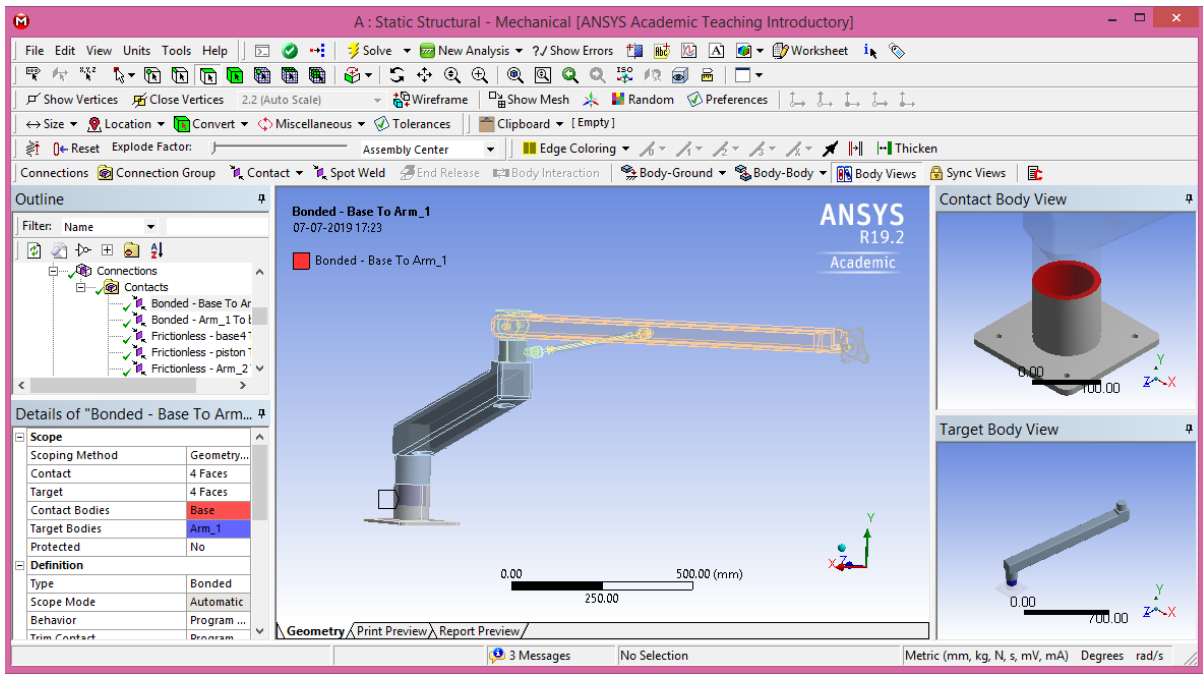 A : Static Structural - Mechanical [ANSYS Academic Teaching Introductory]
File Edit View Units Tools Help Solve New Analysis ?/ Show Errors Worksheet
Show Vertices Close Vertices 2.2 (Auto Scale) Wireframe Show Mesh Random Preferences
Size Location Convert Miscellaneous Tolerances Clipboard [Empty]
Reset Explode Factor: Assembly Center Edge Coloring Thicken
Connections Connection Group Contact Spot Weld End Release Body Interaction Body-Ground Body-Body Body Views Sync Views
Outline
Filter: Name
Connections
Contacts
Bonded - Base To Ar
Bonded - Arm_1 To b
Frictionless - base4 T
Frictionless - piston T
Frictionless - Arm_2
Details of "Bonded - Base To Arm...
Scope
Scoping Method Geometry...
Contact 4 Faces
Target 4 Faces
Contact Bodies Base
Target Bodies Arm_1
Protected No
Definition
Type Bonded
Scope Mode Automatic
Behavior Program ...
Trim Contact Program
Bonded - Base To Arm_1
07-07-2019 17:23
Bonded - Base To Arm_1
ANSYS
R19.2
Academic
Y
X
Z
0.00 500.00 (mm)
250.00
Geometry Print Preview Report Preview
Contact Body View
0.00
700.00
Y
Z X
Target Body View
0.00
700.00
Y
Z X
3 Messages No Selection Metric (mm, kg, N, s, mV, mA) Degrees rad/s